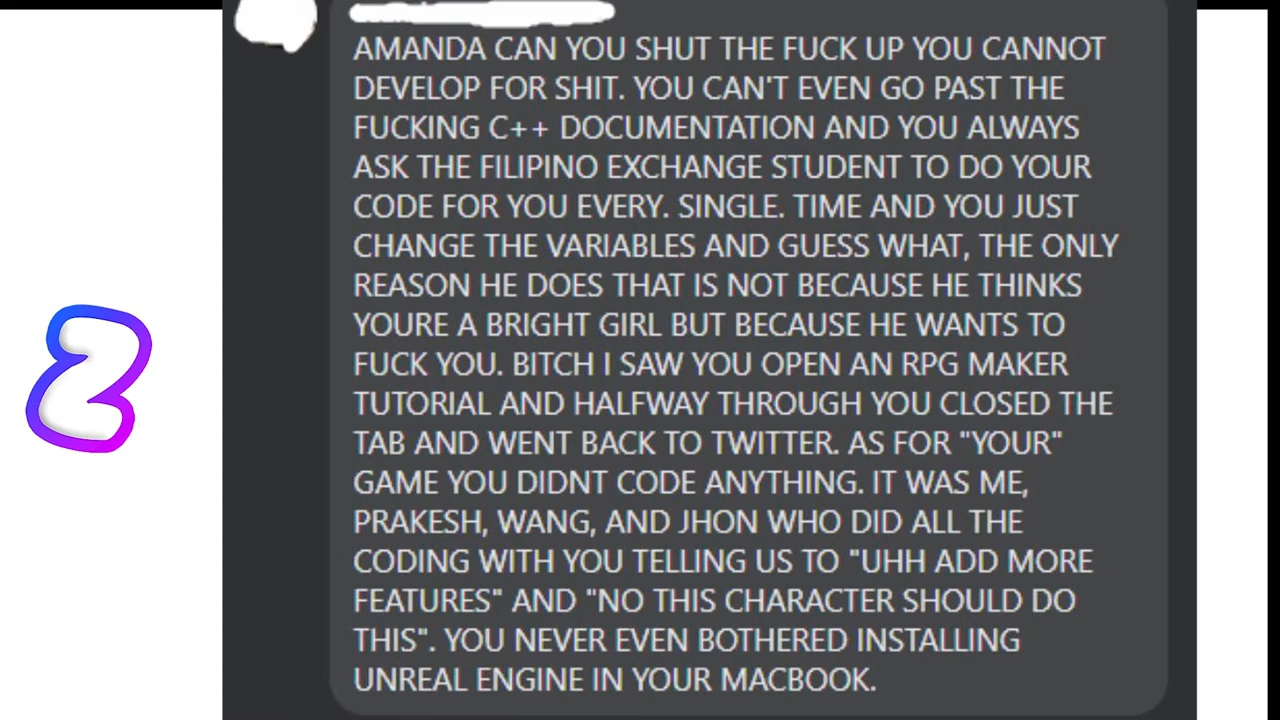 AMANDA CAN YOU SHUT THE FUCK UP YOU CANNOT
DEVELOP FOR SHIT. YOU CAN'T EVEN GO PAST THE
FUCKING C++ DOCUMENTATION AND YOU ALWAYS
ASK THE FILIPINO EXCHANGE STUDENT TO DO YOUR
CODE FOR YOU EVERY. SINGLE. TIME AND YOU JUST
CHANGE THE VARIABLES AND GUESS WHAT, THE ONLY
REASON HE DOES THAT IS NOT BECAUSE HE THINKS
YOURE A BRIGHT GIRL BUT BECAUSE HE WANTS TO
FUCK YOU. BITCH I SAW YOU OPEN AN RPG MAKER
TUTORIAL AND HALFWAY THROUGH YOU CLOSED THE
TAB AND WENT BACK TO TWITTER. AS FOR "YOUR"
GAME YOU DIDNT CODE ANYTHING. IT WAS ME,
PRAKESH, WANG, AND JHON WHO DID ALL THE
CODING WITH YOU TELLING US TO "UHH ADD MORE
FEATURES" AND "NO THIS CHARACTER SHOULD DO
THIS". YOU NEVER EVEN BOTHERED INSTALLING
UNREAL ENGINE IN YOUR MACBOOK.
2